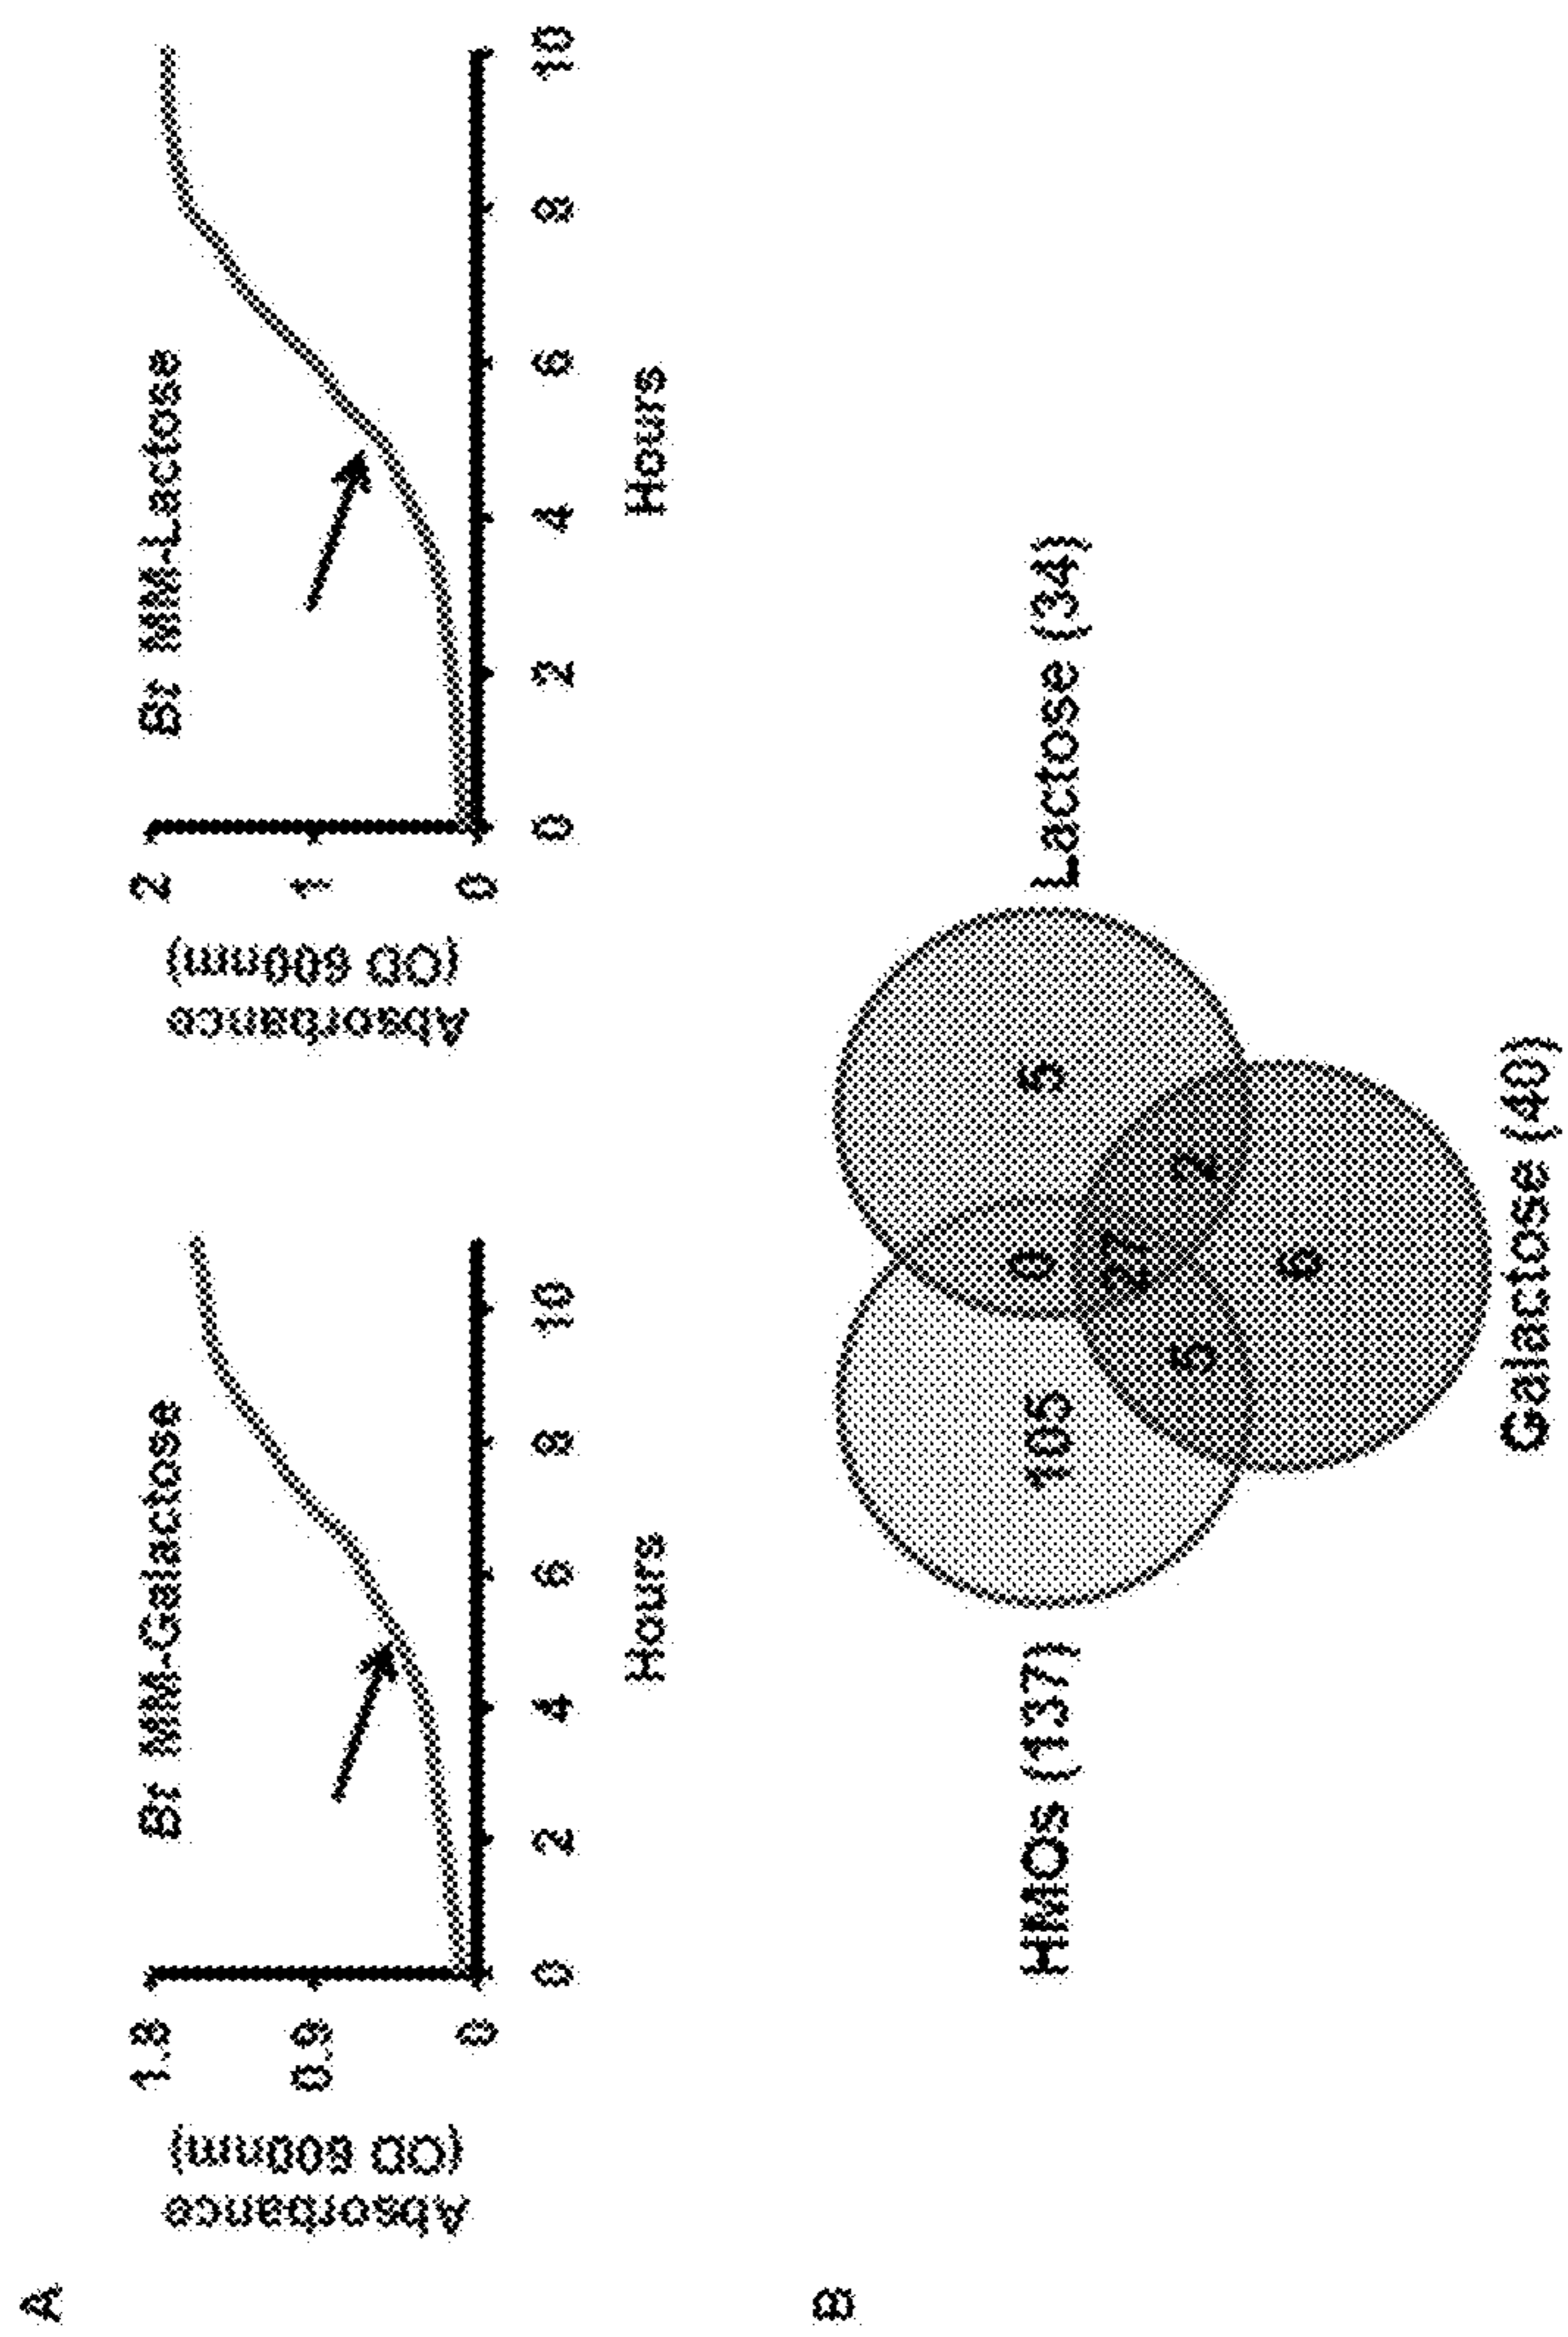 A
Bf MM-Galactose
Absorbance
(OD 600nm)
1.8
0.9
0
0 2 4 6 8 10
Hours
Bf MM-Lactose
Absorbance
(OD 600nm)
2
1
0
0 2 4 6 8 10
Hours
B
HMOs (137)
Lactose (34)
105
0
5
27
5
2
6
Galactose (40)